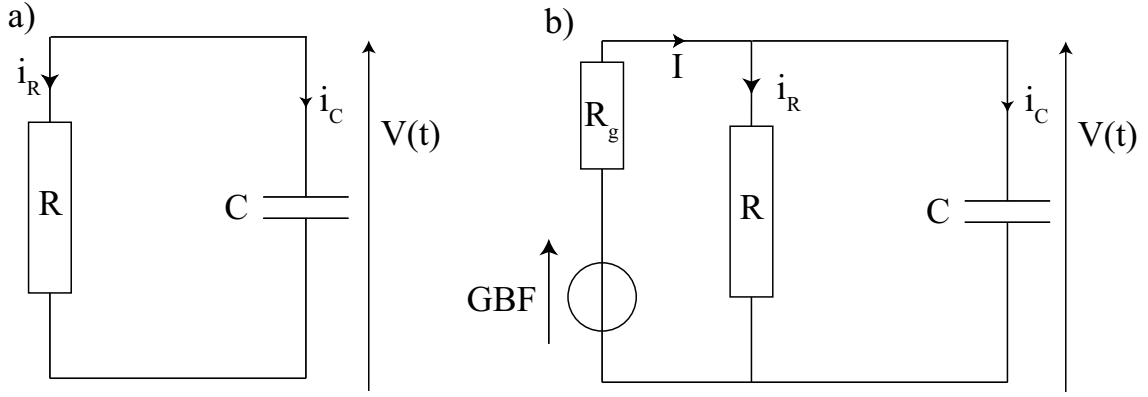 a)
i_R
R
i_C
C
V(t)
b)
I
R_g
i_R
R
i_C
C
V(t)
GBF